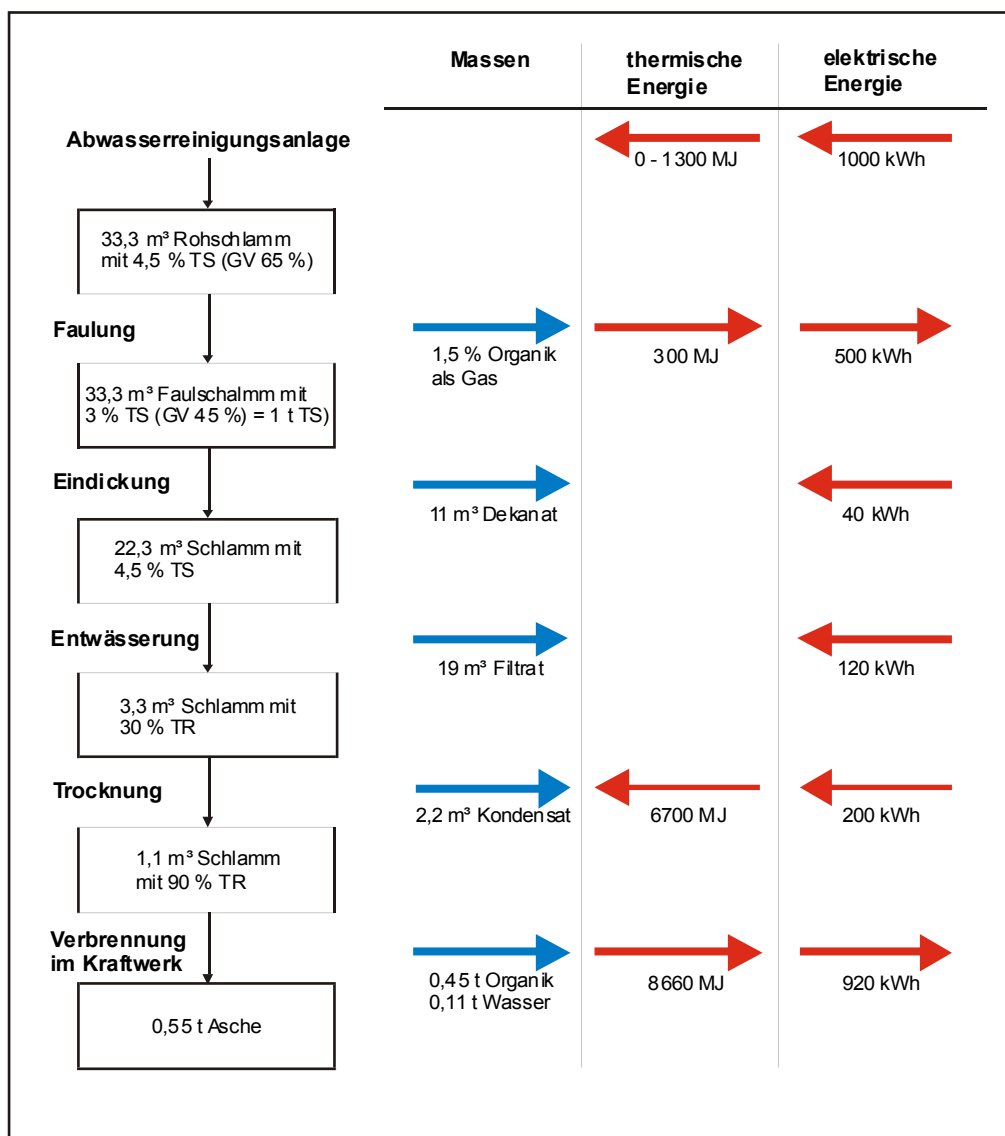 Massen
thermische
Energie
elektrische
Energie
Abwasserreinigungsanlage
0 - 1300 MJ
1000 kWh
33,3 m³ Rohschlamm
mit 4,5 % TS (GV 65 %)
Faulung
1,5 % Organik
als Gas
300 MJ
500 kWh
33,3 m³ Faulschalmm mit
3 % TS (GV 45 %) = 1 t TS)
Eindickung
11 m³ Dekanat
40 kWh
22,3 m³ Schlamm mit
4,5 % TS
Entwässerung
19 m³ Filtrat
120 kWh
3,3 m³ Schlamm mit
30 % TR
Trocknung
2,2 m³ Kondensat
6700 MJ
200 kWh
1,1 m³ Schlamm
mit 90 % TR
Verbrennung
im Kraftwerk
0,45 t Organik
0,11 t Wasser
8660 MJ
920 kWh
0,55 t Asche